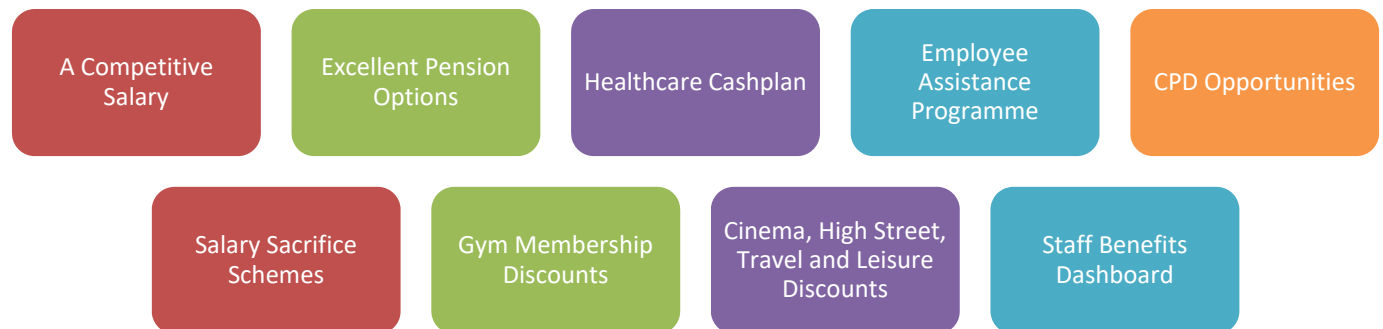 A Competitive
Salary
Excellent Pension
Options
Healthcare Cashplan
Employee
Assistance
Programme
CPD Opportunities
Salary Sacrifice
Schemes
Gym Membership
Discounts
Cinema, High Street,
Travel and Leisure
Discounts
Staff Benefits
Dashboard